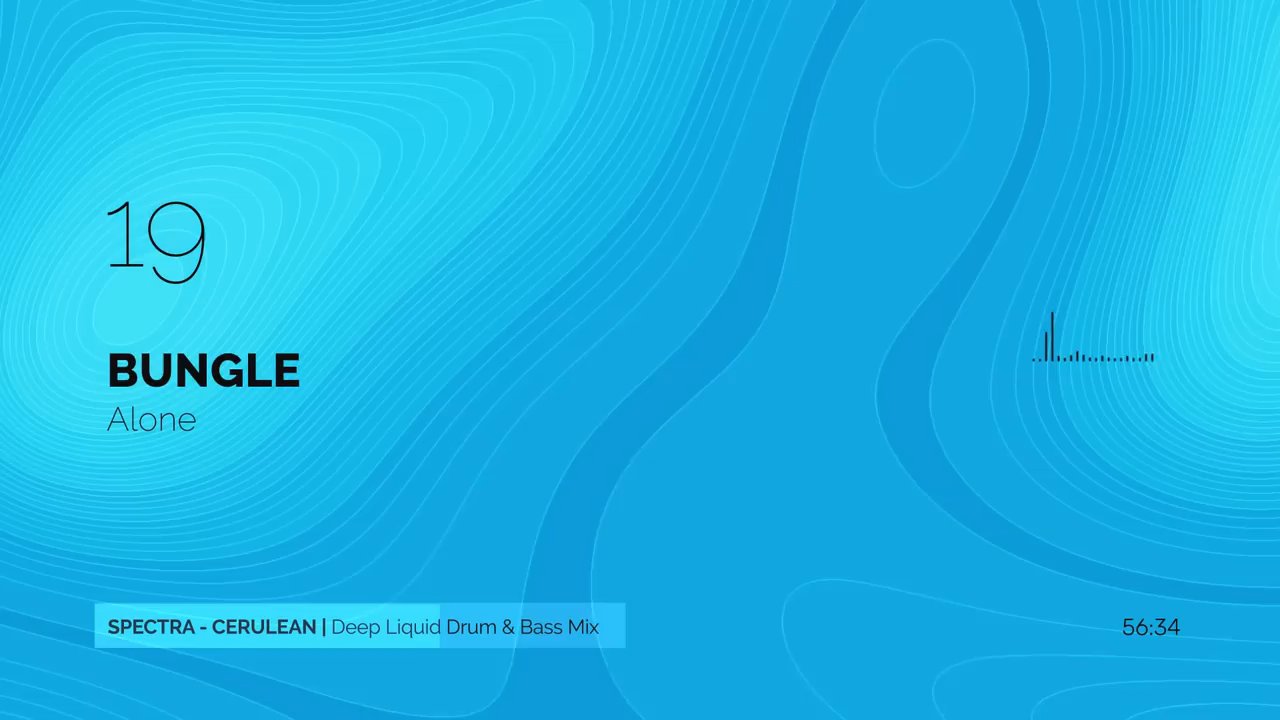 19
BUNGLE
Alone
SPECTRA - CERULEAN | Deep Liquid Drum & Bass Mix
56:34